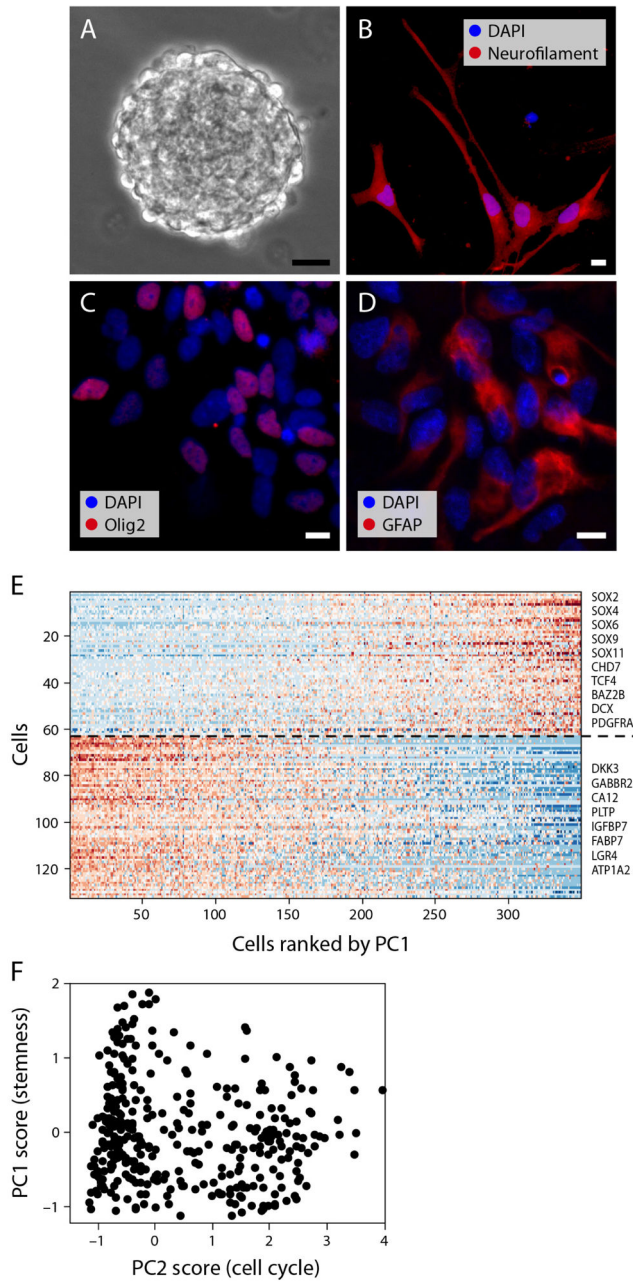 A
B
DAPI
Neurofilament
C
DAPI
Olig2
D
DAPI
GFAP
E
Cells
20
40
60
80
100
120
SOX2
SOX4
SOX6
SOX9
SOX11
CHD7
TCF4
BAZ2B
DCX
PDGFRA
DKK3
GABBR2
CA12
PLTP
IGFBP7
FABP7
LGR4
ATP1A2
50 100 150 200 250 300
Cells ranked by PC1
F
PC1 score (stemness)
2
1
0
−1
−1 0 1 2 3 4
PC2 score (cell cycle)